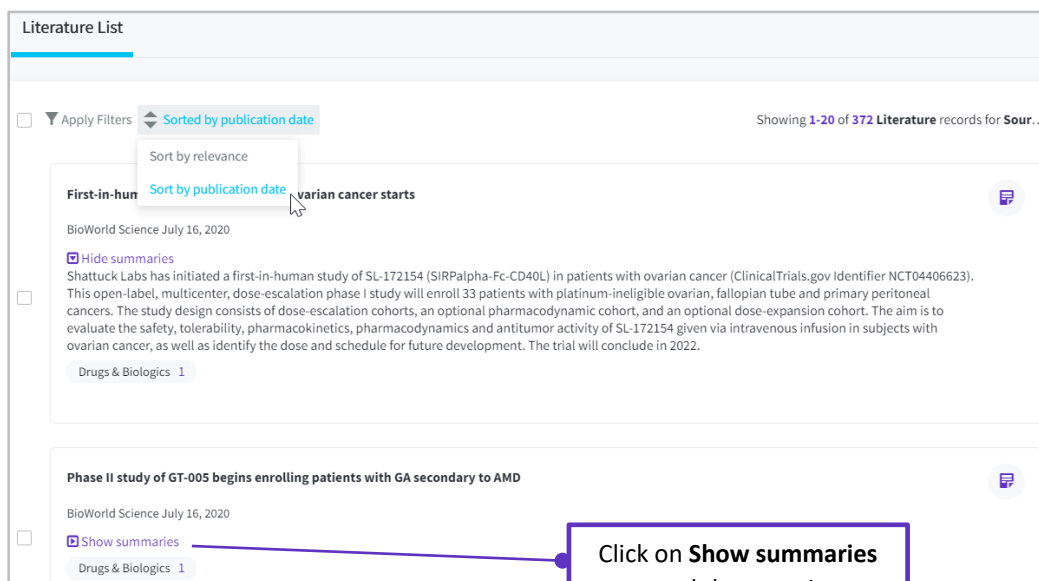 Literature List
Apply Filters Sorted by publication date
Showing 1-20 of 372 Literature records for Sour...
Sort by relevance
Sort by publication date
First-in-hum varian cancer starts
BioWorld Science July 16, 2020
Hide summaries
Shattuck Labs has initiated a first-in-human study of SL-172154 (SIRPalpha-Fc-CD40L) in patients with ovarian cancer (ClinicalTrials.gov Identifier NCT04406623).
This open-label, multicenter, dose-escalation phase I study will enroll 33 patients with platinum-ineligible ovarian, fallopian tube and primary peritoneal
cancers. The study design consists of dose-escalation cohorts, an optional pharmacodynamic cohort, and an optional dose-expansion cohort. The aim is to
evaluate the safety, tolerability, pharmacokinetics, pharmacodynamics and antitumor activity of SL-172154 given via intravenous infusion in subjects with
ovarian cancer, as well as identify the dose and schedule for future development. The trial will conclude in 2022.
Drugs & Biologics 1
Phase II study of GT-005 begins enrolling patients with GA secondary to AMD
BioWorld Science July 16, 2020
Show summaries
Drugs & Biologics 1
Click on Show summaries